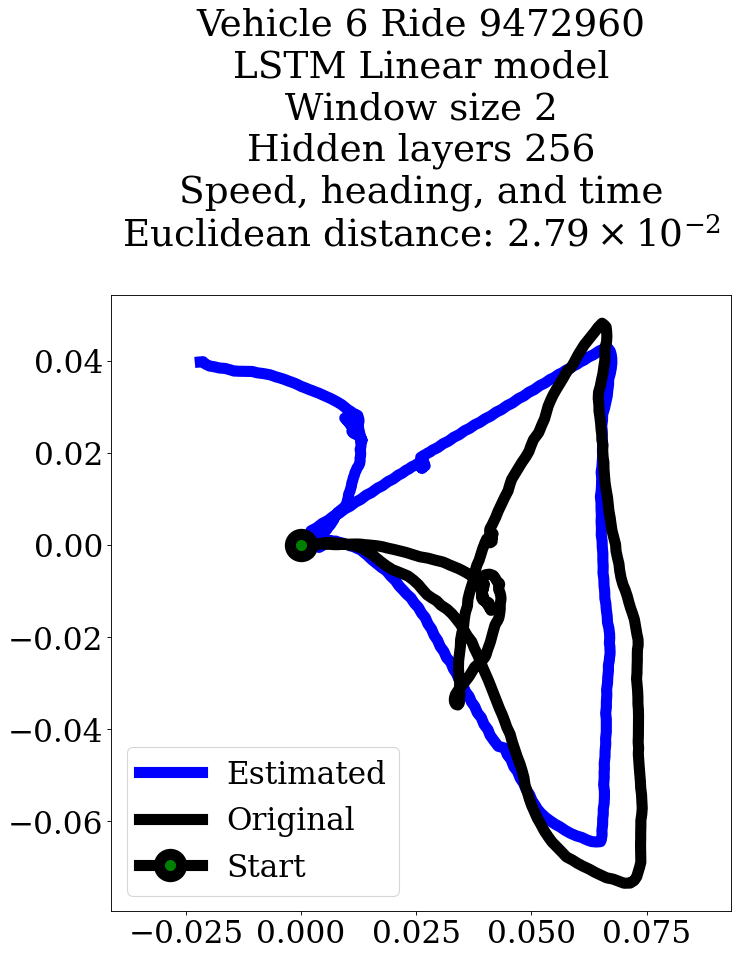 Vehicle 6 Ride 9472960
LSTM Linear model
Window size 2
Hidden layers 256
Speed, heading, and time
Euclidean distance: 2.79 × 10⁻²
0.04
0.02
0.00
−0.02
−0.04
−0.06
Estimated
Original
Start
−0.025 0.000 0.025 0.050 0.075